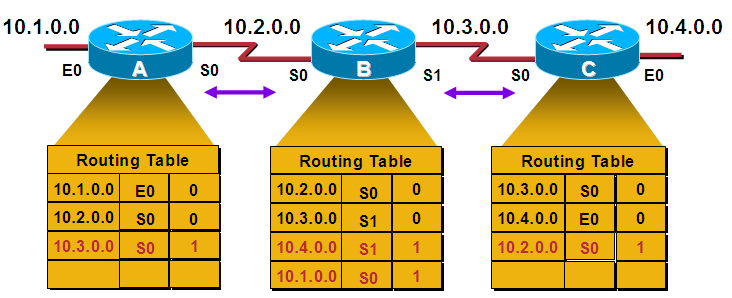 10.1.0.0 10.2.0.0 10.3.0.0 10.4.0.0
E0 A S0 S0 B S1 S0 C E0
Routing Table Routing Table Routing Table
10.1.0.0 E0 0 10.2.0.0 S0 0 10.3.0.0 S0 0
10.2.0.0 S0 0 10.3.0.0 S1 0 10.4.0.0 E0 0
10.3.0.0 S0 1 10.4.0.0 S1 1 10.2.0.0 S0 1
10.1.0.0 S0 1